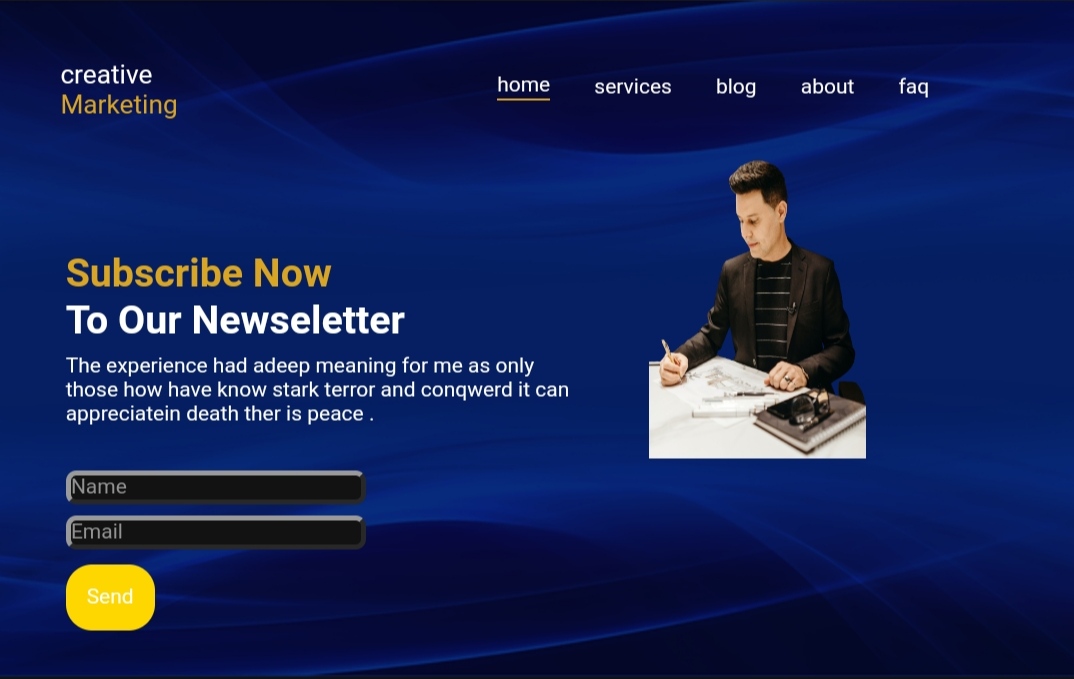 creative
Marketing
home services blog about faq
Subscribe Now
To Our Newseletter
The experience had adeep meaning for me as only
those how have know stark terror and conqwerd it can
appreciatein death ther is peace .
Name
Email
Send